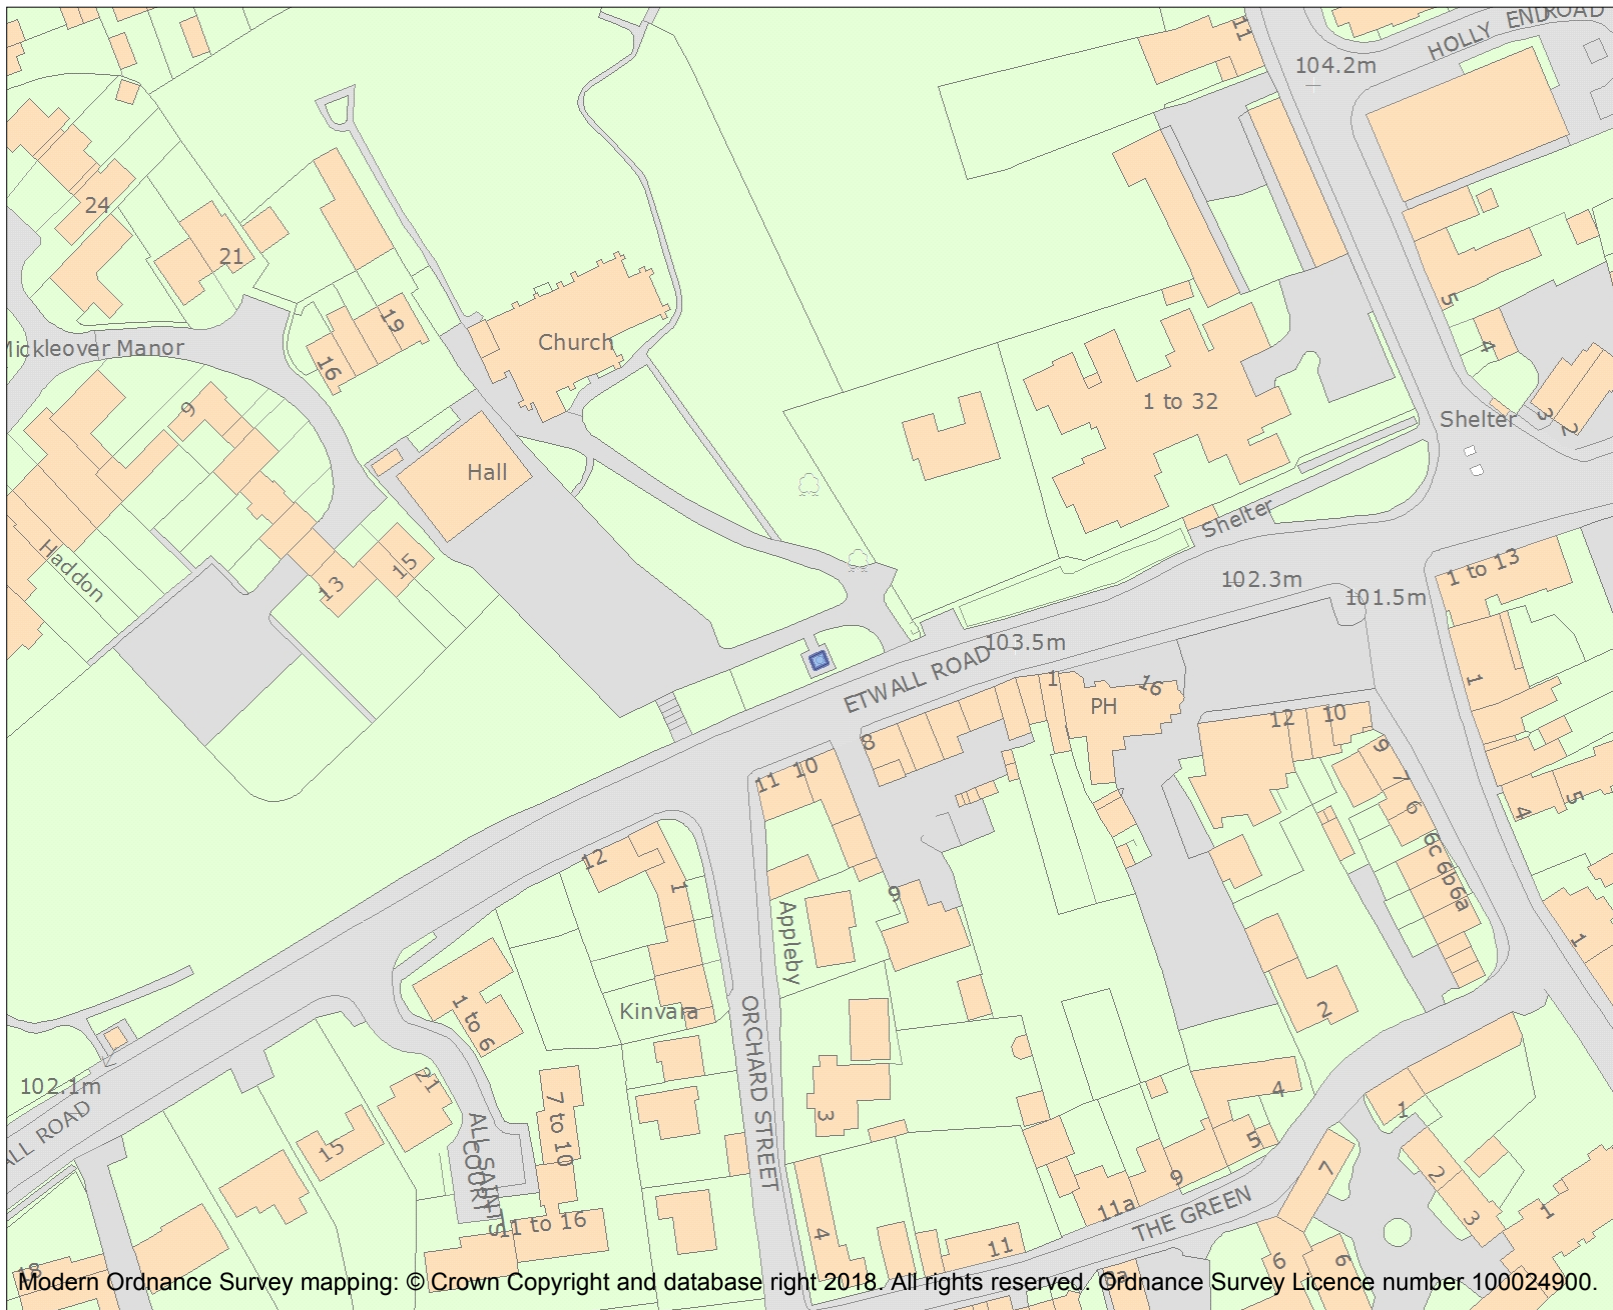 HOLLY END ROAD
11
104.2m
24
21
5
Church
19
Mickleover Manor
4
16
1 to 32
9
Shelter
3
2
Hall
Shelter
Haddon
15
1 to 13
102.3m
13
101.5m
103.5m
ETWALL ROAD
1
16
1
PH
12
10
8
9
11
10
7
6
4
5
12
6c
6b
6a
1
9
Appleby
1
Kinvara
1 to 6
2
ORCHARD STREET
102.1m
21
4
7 to 10
3
1
ALL ROAD
15
ALL SAINTS
COURT
5
7
2
9
11a
THE GREEN
3
1
11 to 16
4
11
6
6
18
8a
Modern Ordnance Survey mapping: © Crown Copyright and database right 2018. All rights reserved. Ordnance Survey Licence number 100024900.